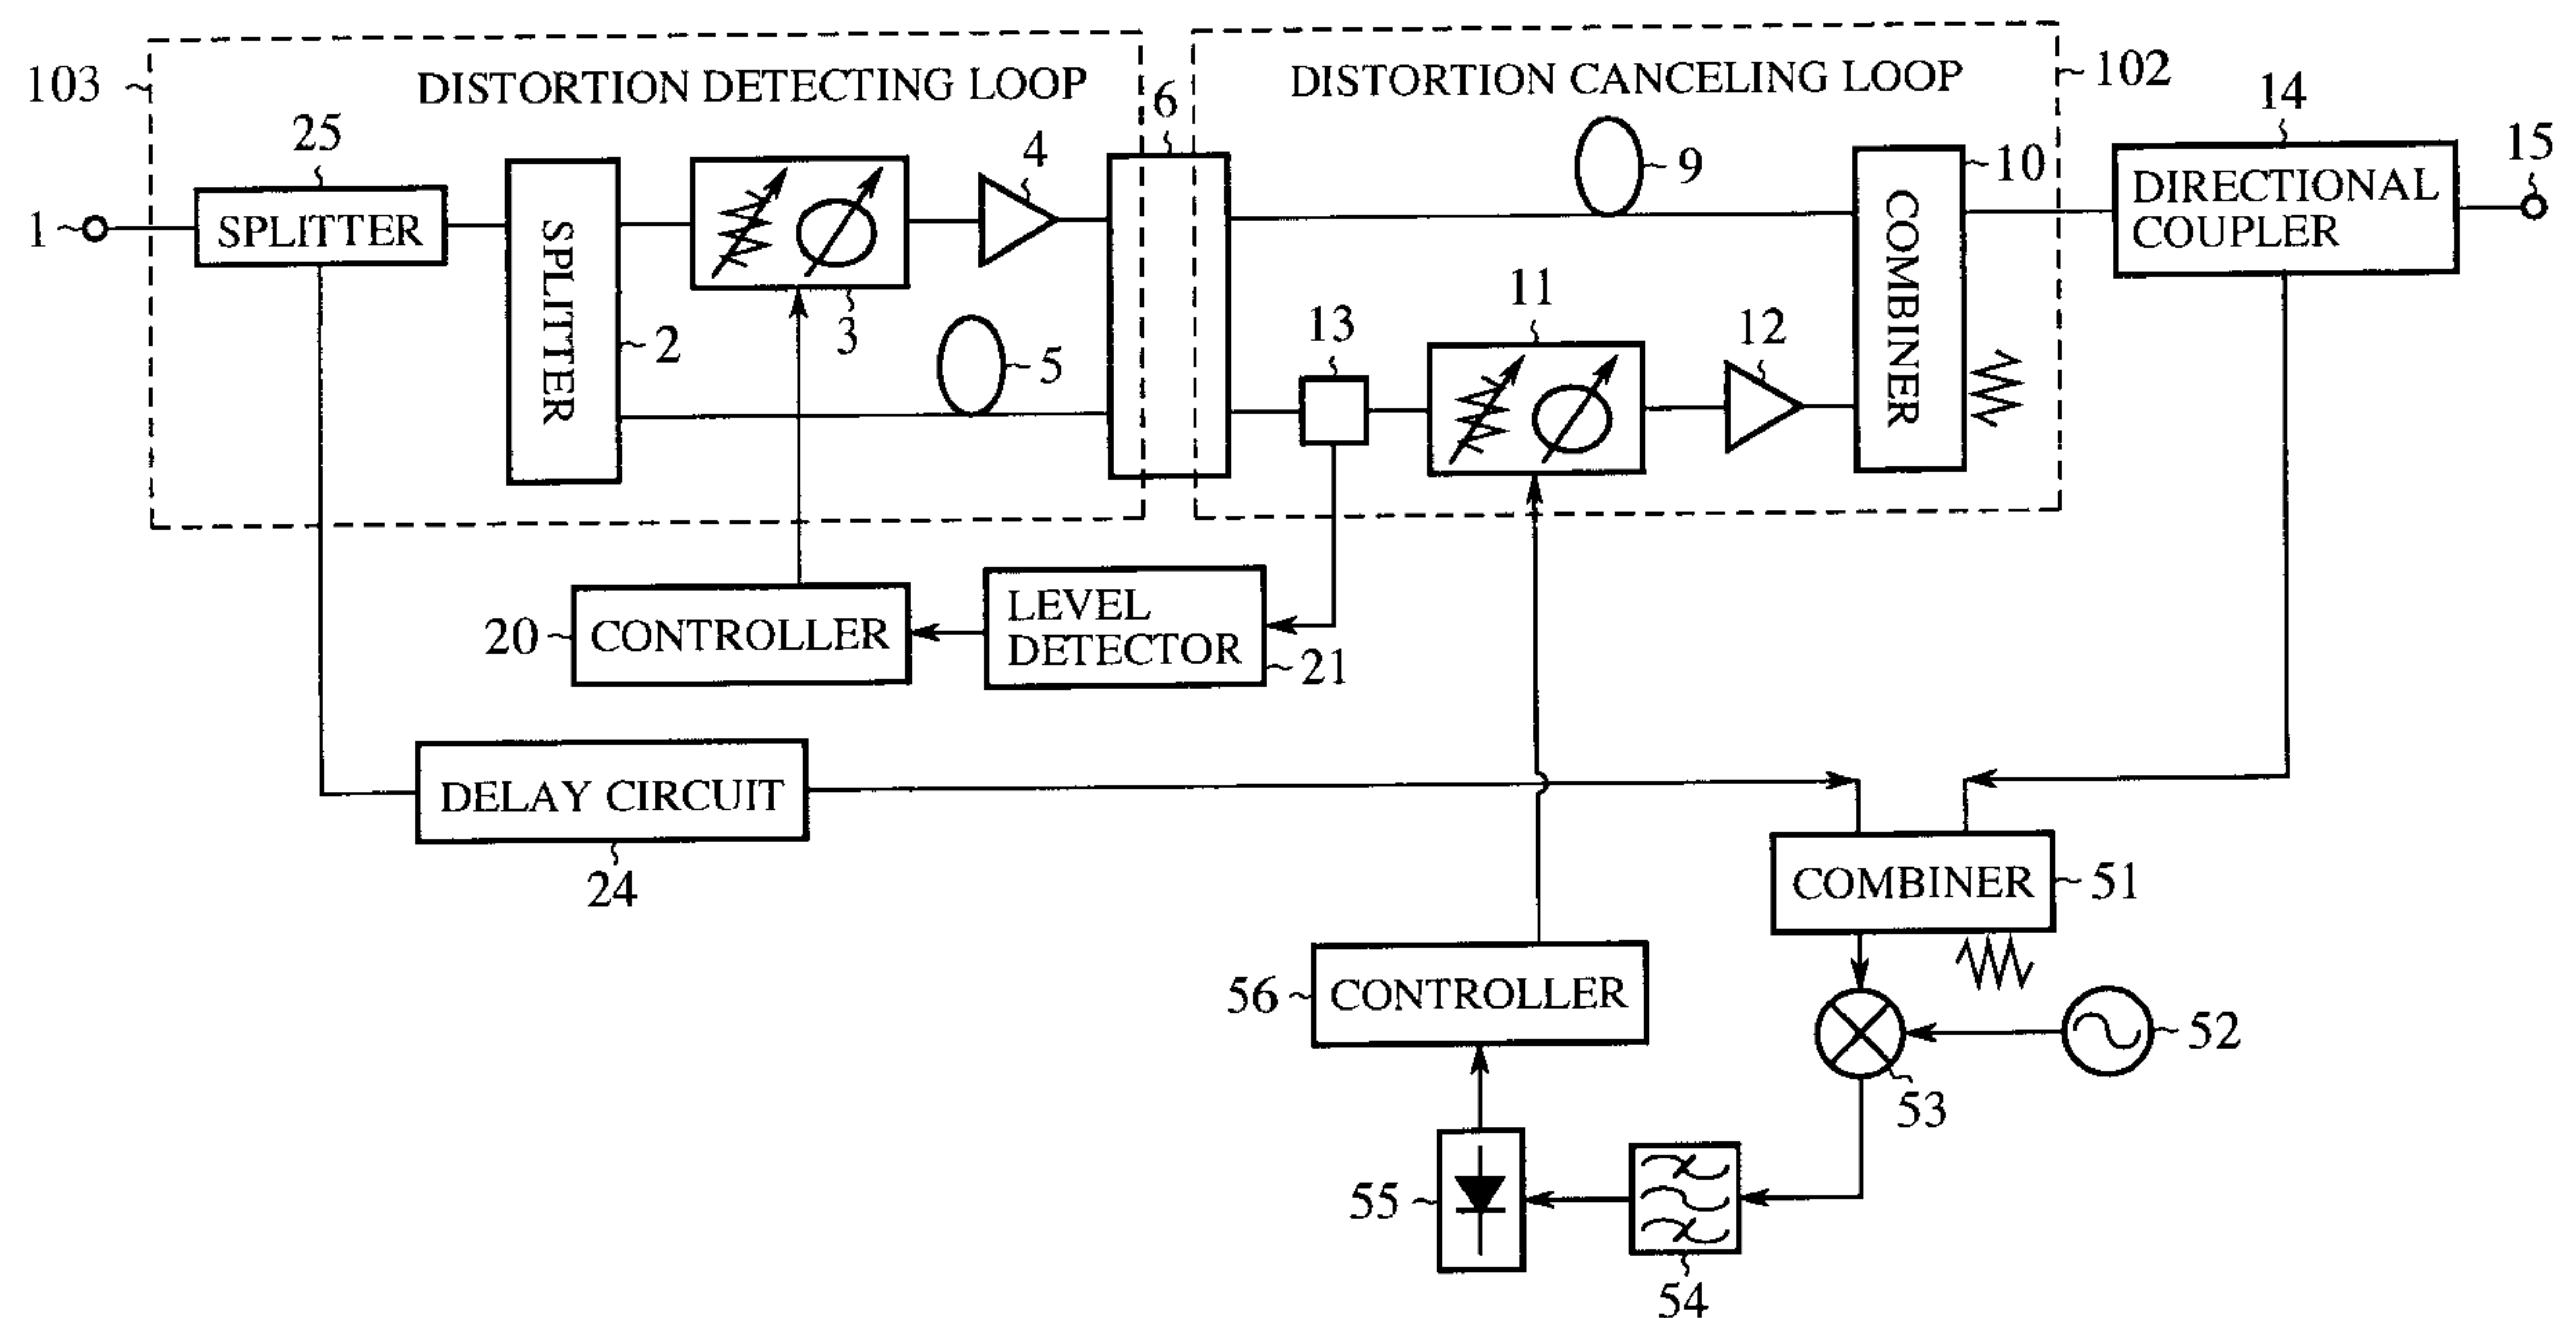 DISTORTION DETECTING LOOP
DISTORTION CANCELING LOOP
103
102
6
14
25
4
9
10
15
1
SPLITTER
SPLITTER
2
3
5
13
11
12
COMBINER
DIRECTIONAL
COUPLER
20
CONTROLLER
LEVEL
DETECTOR
21
DELAY CIRCUIT
24
COMBINER
51
56
CONTROLLER
52
53
55
54